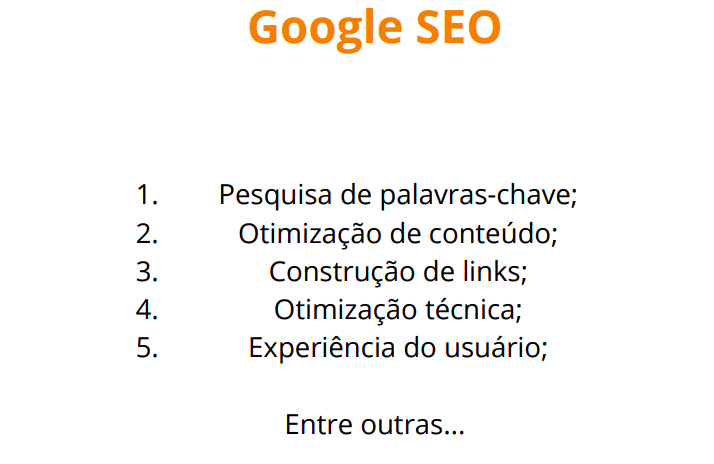 Google SEO
1. Pesquisa de palavras-chave;
2. Otimização de conteúdo;
3. Construção de links;
4. Otimização técnica;
5. Experiência do usuário;
Entre outras...